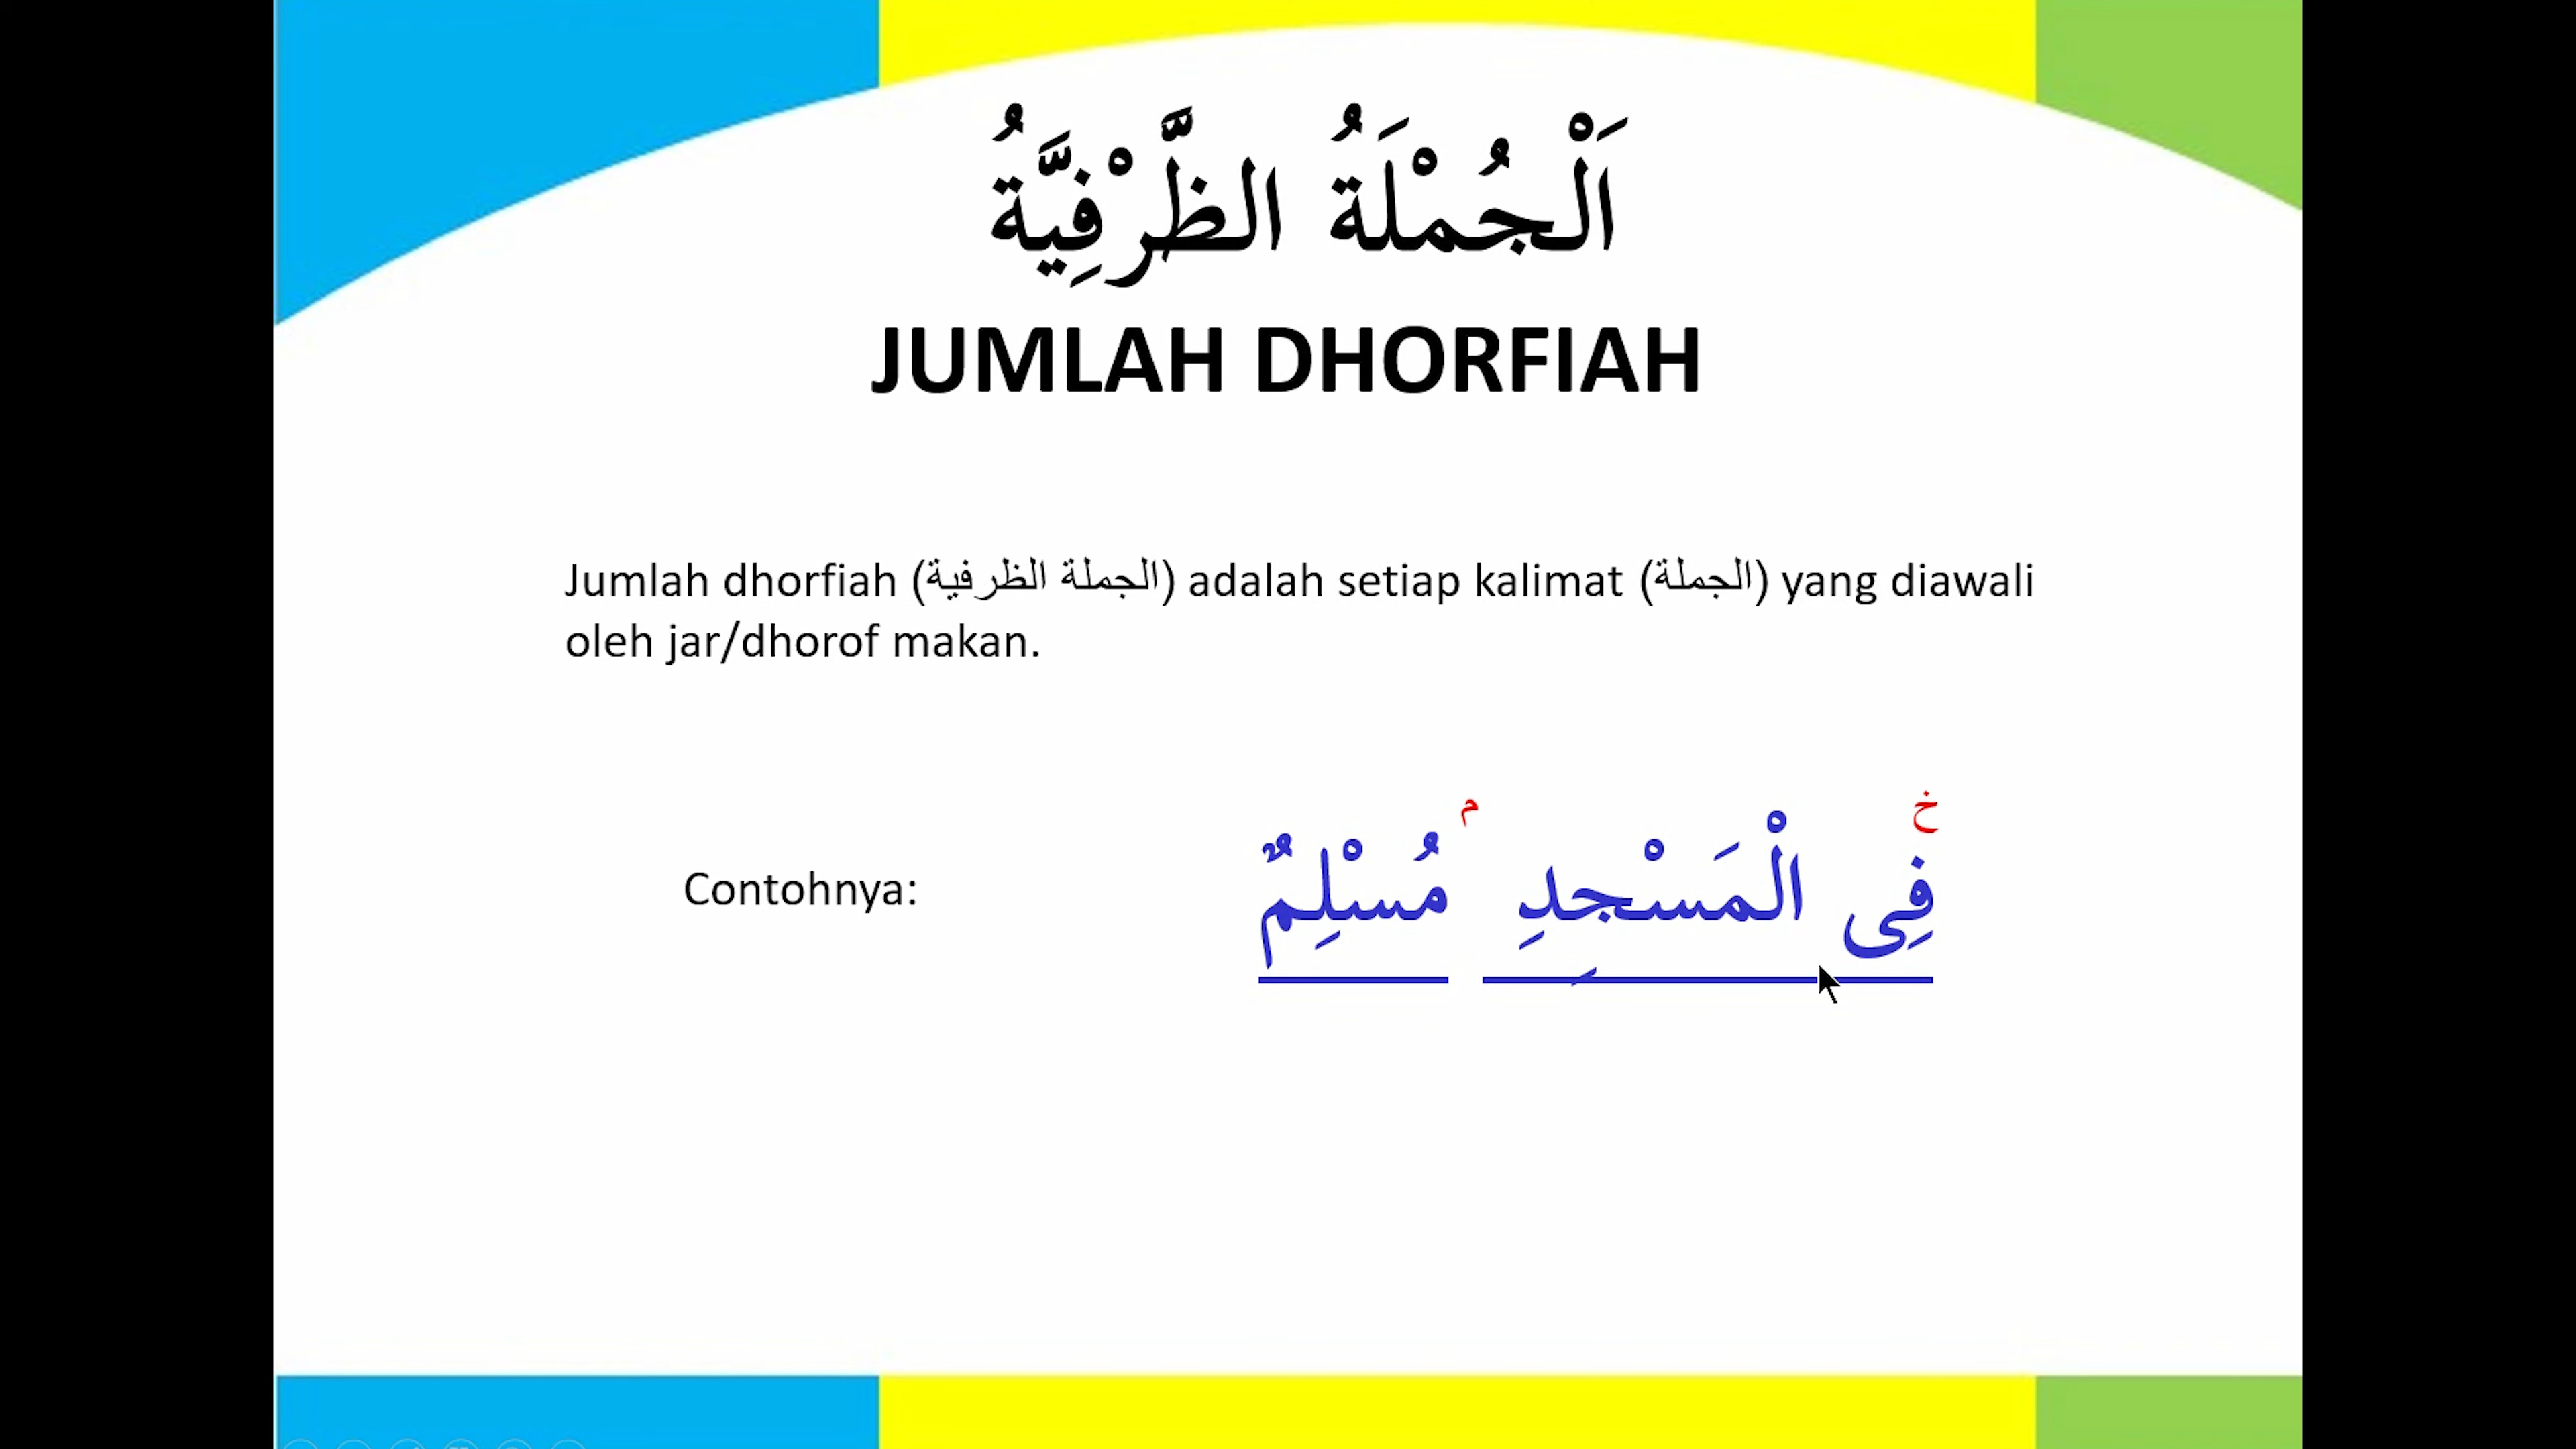 اَلْجُمْلَةُ الظَّرْفِيَّةُ
JUMLAH DHORFIAH
Jumlah dhorfiah (الجملة الظرفية) adalah setiap kalimat (الجملة) yang diawali
oleh jar/dhorof makan.
خ م
Contohnya: فِى الْمَسْجِدِ مُسْلِمٌ